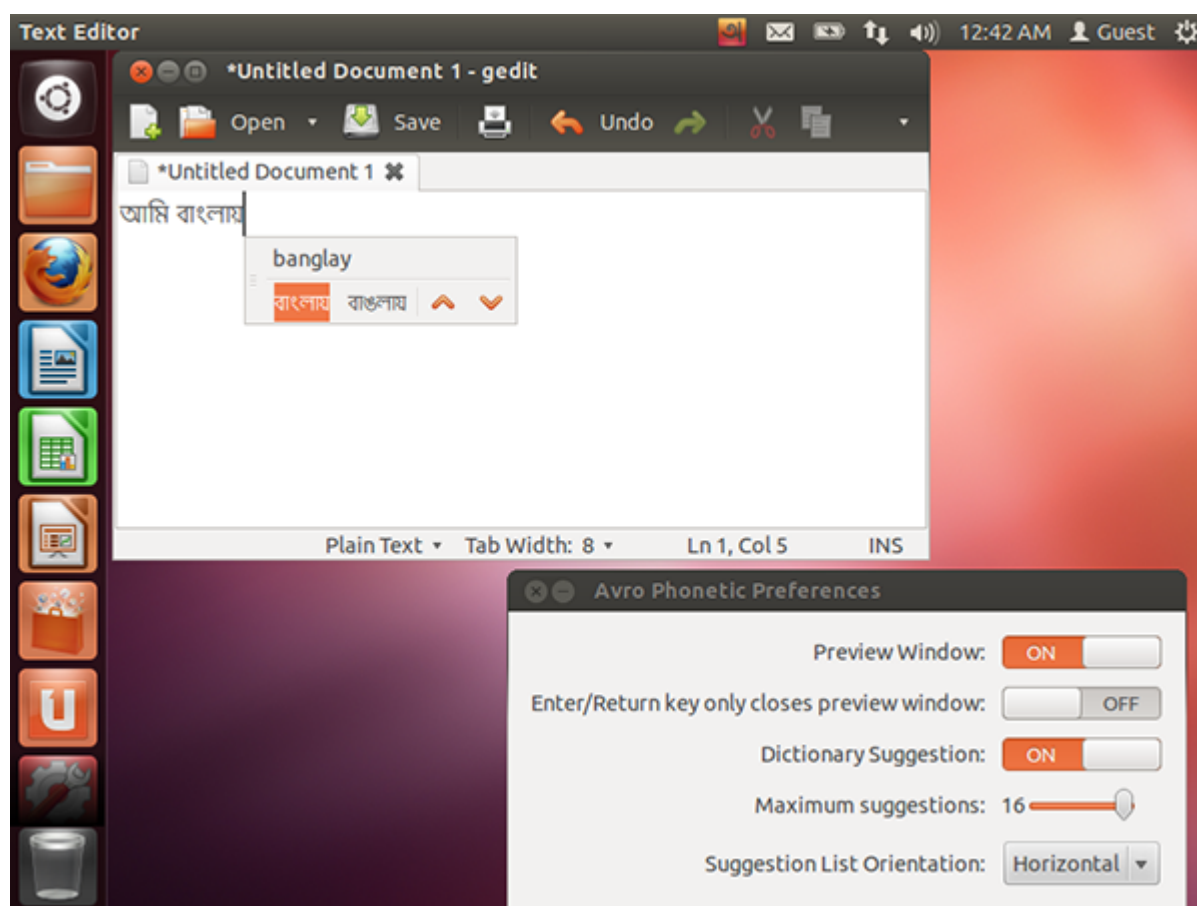 Text Editor 12:42 AM Guest
*Untitled Document 1 - gedit
Open Save Undo
*Untitled Document 1
আমি বাংলায়
banglay
বাংলায় বাঙলায়
Plain Text Tab Width: 8 Ln 1, Col 5 INS
Avro Phonetic Preferences
Preview Window: ON
Enter/Return key only closes preview window: OFF
Dictionary Suggestion: ON
Maximum suggestions: 16
Suggestion List Orientation: Horizontal